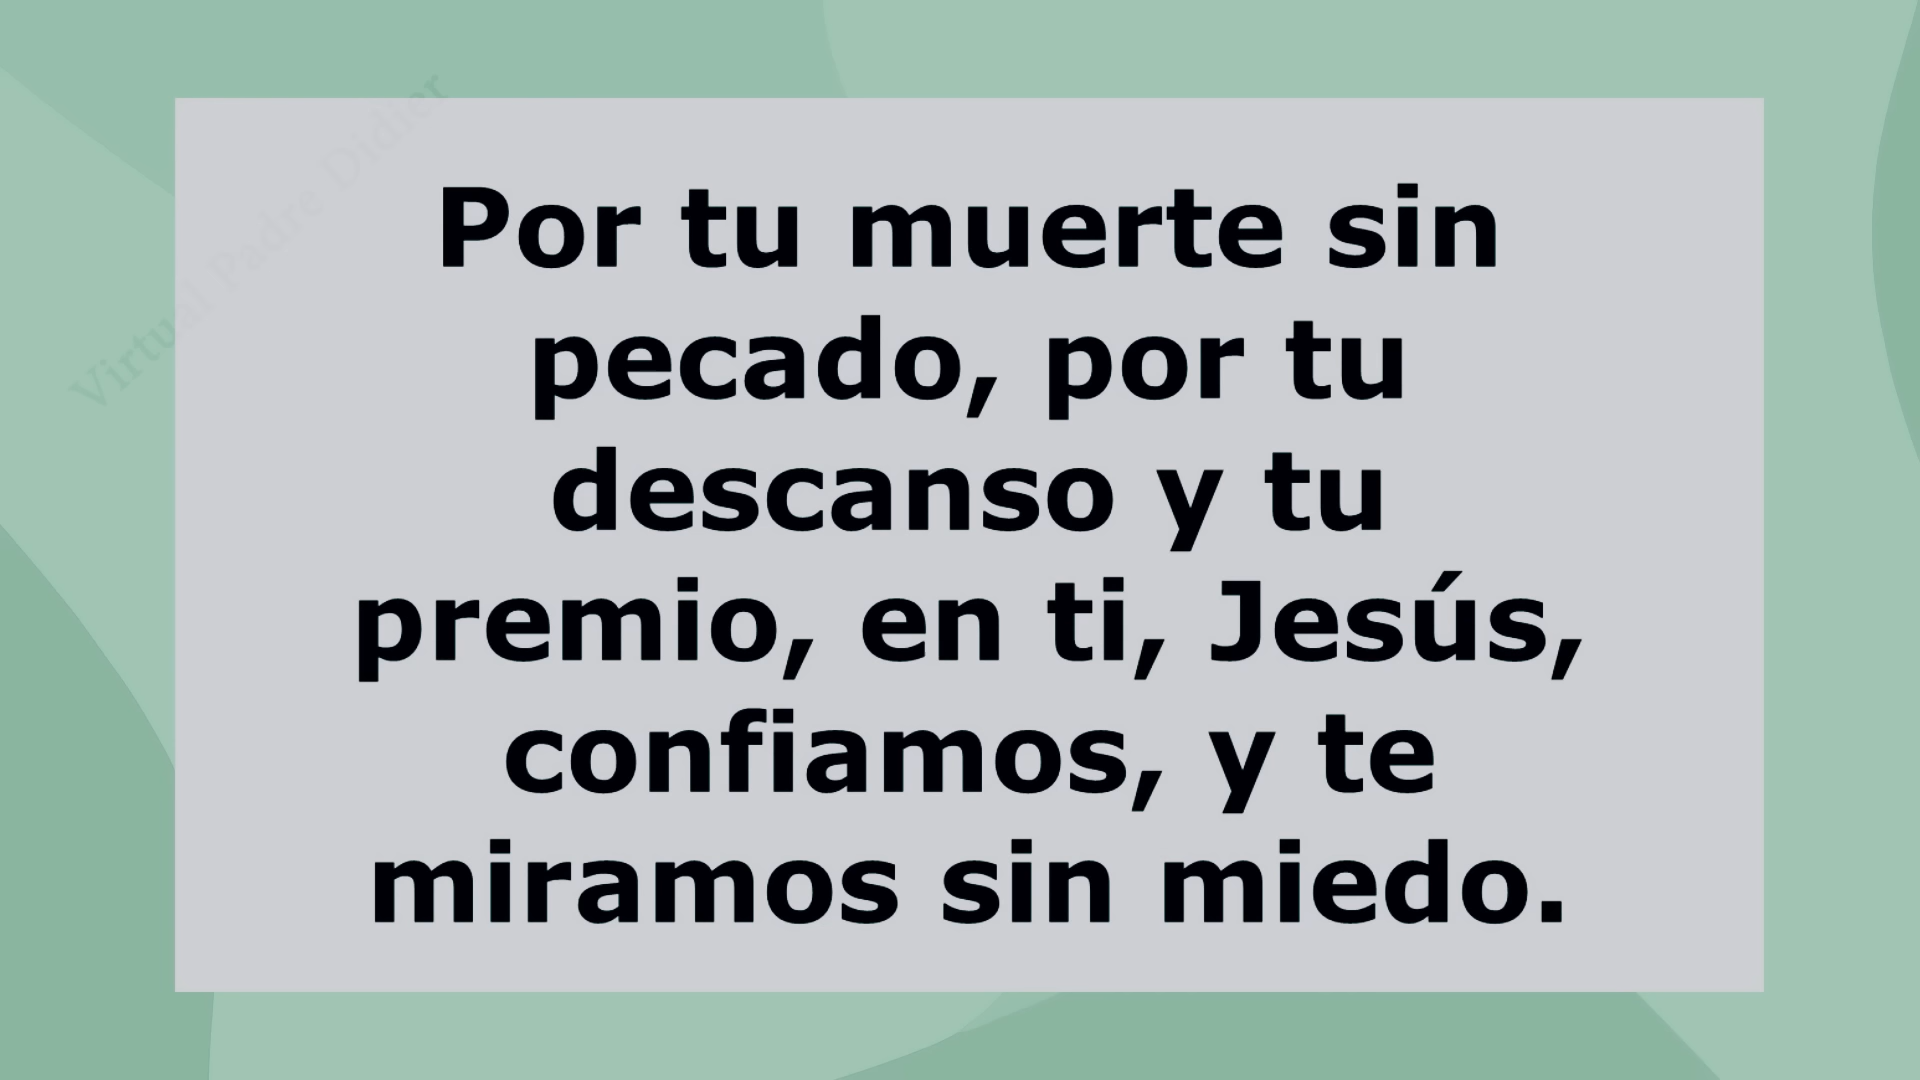 Virtual Padre Didier
Por tu muerte sin
pecado, por tu
descanso y tu
premio, en ti, Jesús,
confiamos, y te
miramos sin miedo.